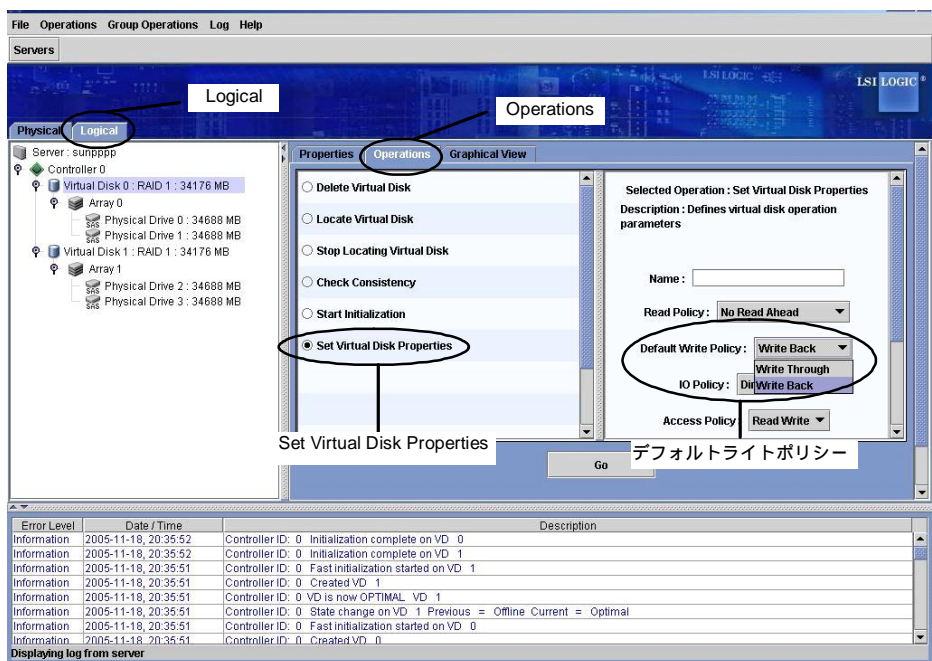 File Operations Group Operations Log Help
Servers
LSI LOGIC
LSI LOGIC ®
Logical
Operations
Physical Logical
Server : sunpppp
Controller 0
Virtual Disk 0 : RAID 1 : 34176 MB
Array 0
Physical Drive 0 : 34688 MB
Physical Drive 1 : 34688 MB
Virtual Disk 1 : RAID 1 : 34176 MB
Array 1
Physical Drive 2 : 34688 MB
Physical Drive 3 : 34688 MB
SAS
SAS
SAS
SAS
Properties Operations Graphical View
Delete Virtual Disk
Locate Virtual Disk
Stop Locating Virtual Disk
Check Consistency
Start Initialization
Set Virtual Disk Properties
Set Virtual Disk Properties
Selected Operation : Set Virtual Disk Properties
Description : Defines virtual disk operation
parameters
Name :
Read Policy : No Read Ahead
Default Write Policy : Write Back
Write Through
Write Back
IO Policy : Dir
Access Policy Read Write
デフォルトライトポリシー
Go
Error Level Date / Time Description
Information 2005-11-18, 20:35:52 Controller ID: 0 Initialization complete on VD 0
Information 2005-11-18, 20:35:52 Controller ID: 0 Initialization complete on VD 1
Information 2005-11-18, 20:35:51 Controller ID: 0 Fast initialization started on VD 1
Information 2005-11-18, 20:35:51 Controller ID: 0 Created VD 1
Information 2005-11-18, 20:35:51 Controller ID: 0 VD is now OPTIMAL VD 1
Information 2005-11-18, 20:35:51 Controller ID: 0 State change on VD 1 Previous = Offline Current = Optimal
Information 2005-11-18, 20:35:51 Controller ID: 0 Fast initialization started on VD 0
Information 2005-11-18, 20:35:51 Controller ID: 0 Created VD 0
Displaying log from server